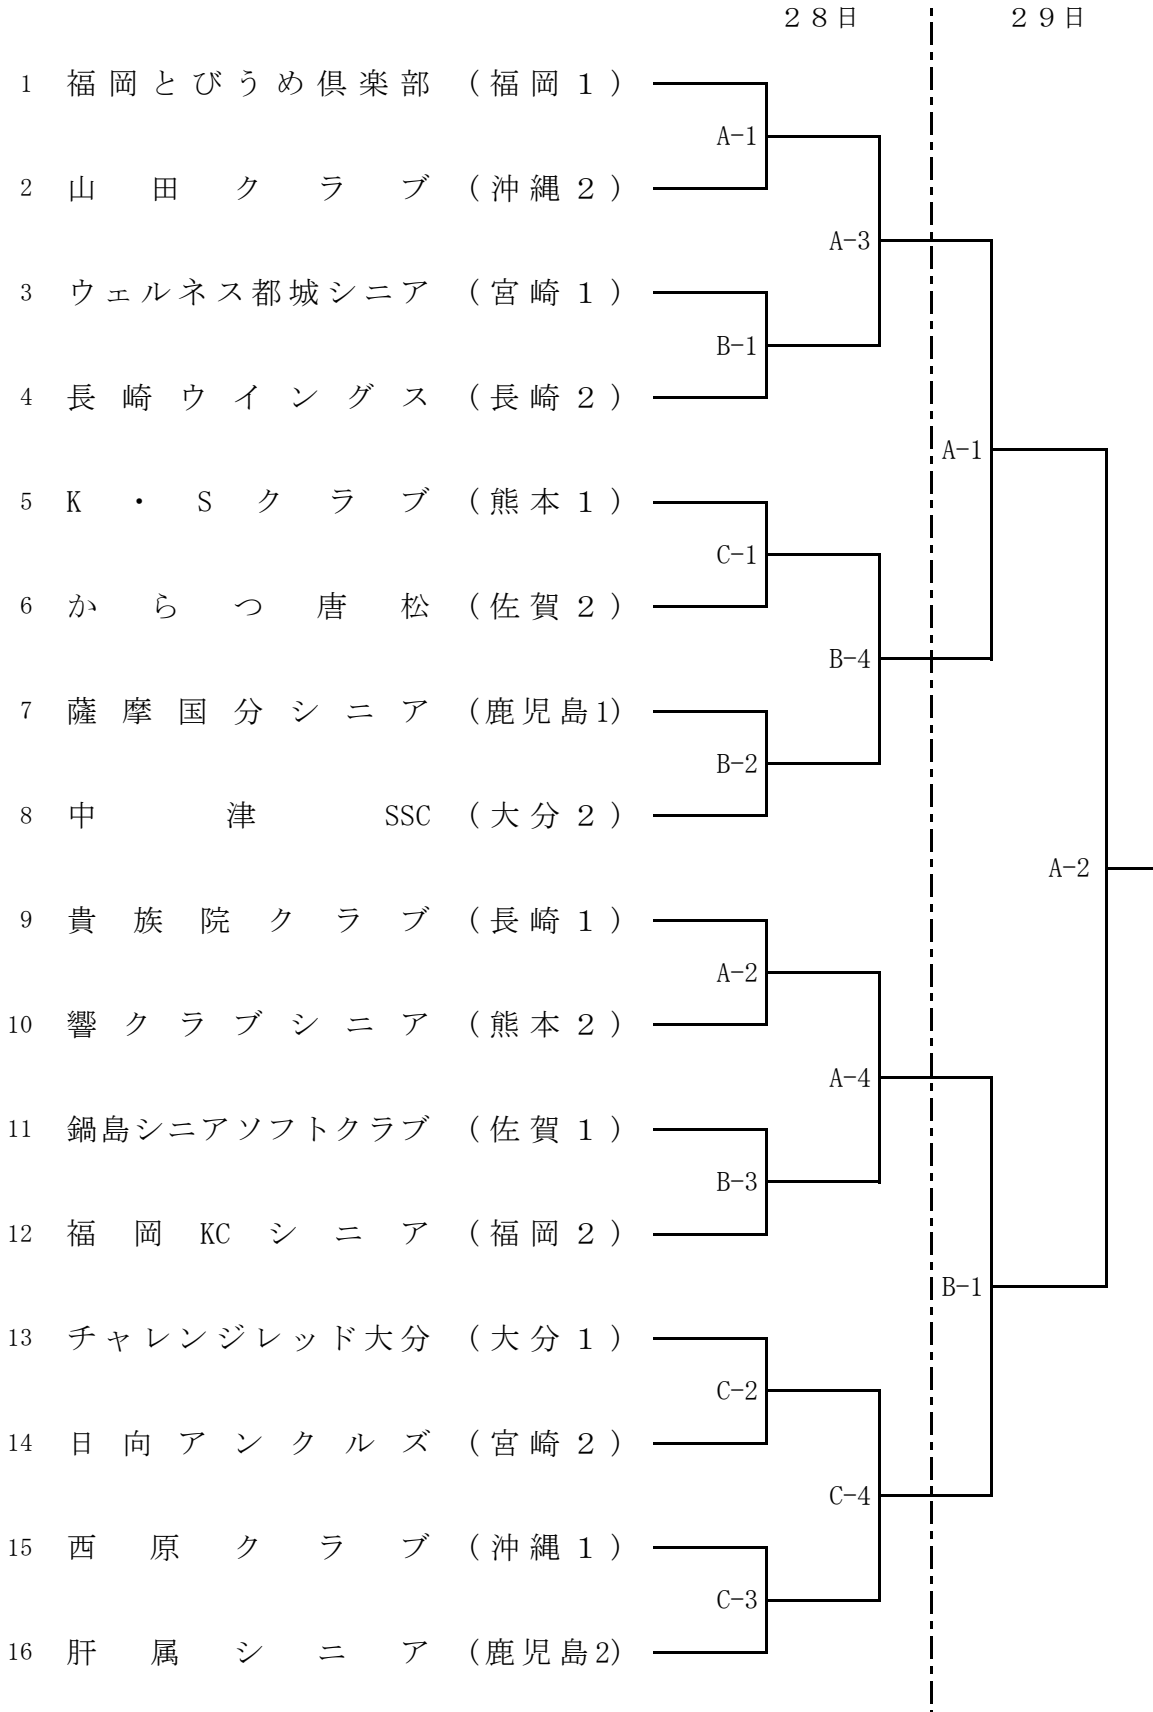 ２８日 ２９日
1 福岡とびうめ倶楽部 (福岡１)
A-1
2 山田クラブ (沖縄２)
A-3
3 ウェルネス都城シニア (宮崎１)
B-1
4 長崎ウイングス (長崎２)
A-1
5 K・Sクラブ (熊本１)
C-1
6 からつ唐松 (佐賀２)
B-4
7 薩摩国分シニア (鹿児島1)
B-2
8 中津SSC (大分２)
A-2
9 貴族院クラブ (長崎１)
A-2
10 響クラブシニア (熊本２)
A-4
11 鍋島シニアソフトクラブ (佐賀１)
B-3
12 福岡KCシニア (福岡２)
B-1
13 チャレンジレッド大分 (大分１)
C-2
14 日向アンクルズ (宮崎２)
C-4
15 西原クラブ (沖縄１)
C-3
16 肝属シニア (鹿児島2)